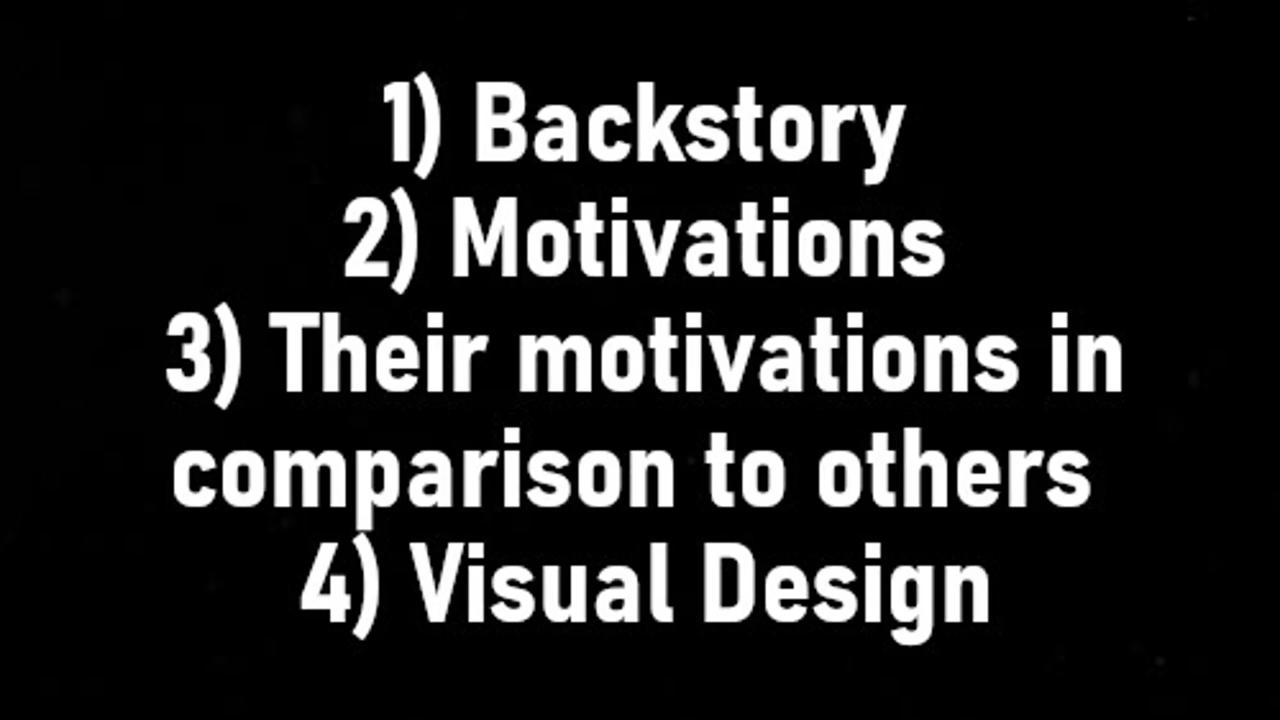 1) Backstory
2) Motivations
3) Their motivations in
comparison to others
4) Visual Design